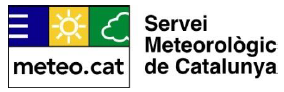 meteo.cat
Servei
Meteorològic
de Catalunya